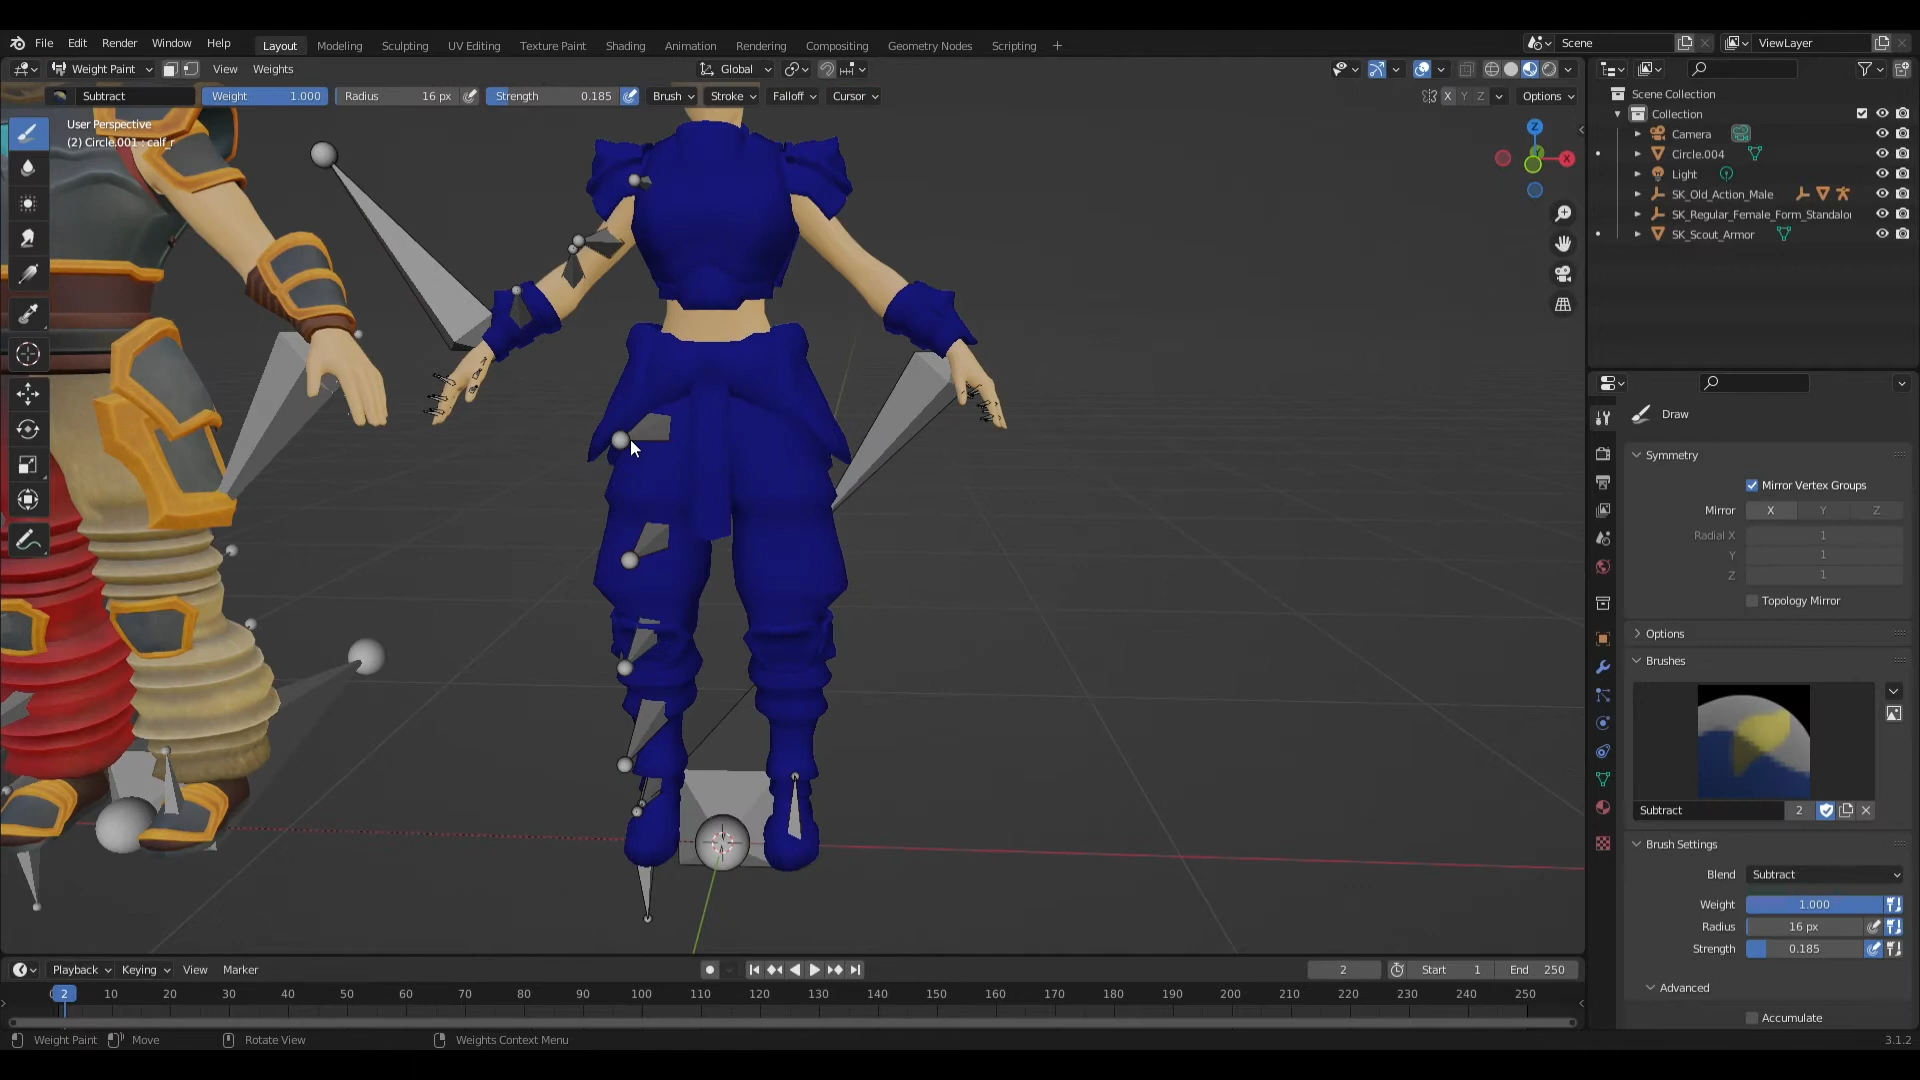 File Edit Render Window Help
Layout Modeling Sculpting UV Editing Texture Paint Shading Animation Rendering Compositing Geometry Nodes Scripting +
Scene
ViewLayer
Weight Paint View Weights
Global
Subtract
Weight 1.000
Radius 16 px
Strength 0.185
Brush Stroke Falloff Cursor
X Y Z
Options
User Perspective
(2) Circle.001 : calf_r
Z
X
Scene Collection
Collection
Camera
Circle.004
Light
SK_Old_Action_Male
SK_Regular_Female_Form_Standalo
SK_Scout_Armor
Draw
Symmetry
Mirror Vertex Groups
Mirror X Y Z
Radial X 1
Y 1
Z 1
Topology Mirror
Options
Brushes
Subtract 2
Brush Settings
Blend Subtract
Weight 1.000
Radius 16 px
Strength 0.185
Advanced
Accumulate
Playback Keying View Marker
2
Start 1
End 250
2 10 20 30 40 50 60 70 80 90 100 110 120 130 140 150 160 170 180 190 200 210 220 230 240 250
Weight Paint Move Rotate View Weights Context Menu
3.1.2